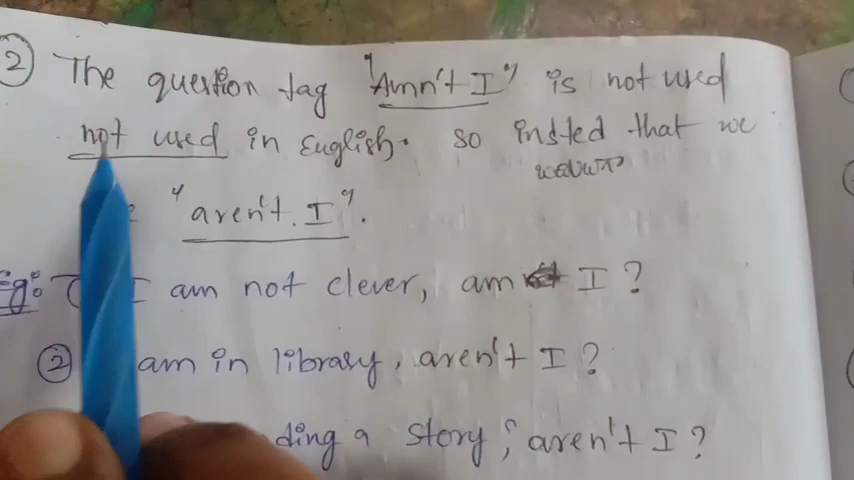 2 The question tag "Amn't I" is not used
not used in English. so insted that we
"aren't I".
Eg: I am not clever, am I?
2 am in library, aren't I?
ding a story, aren't I?